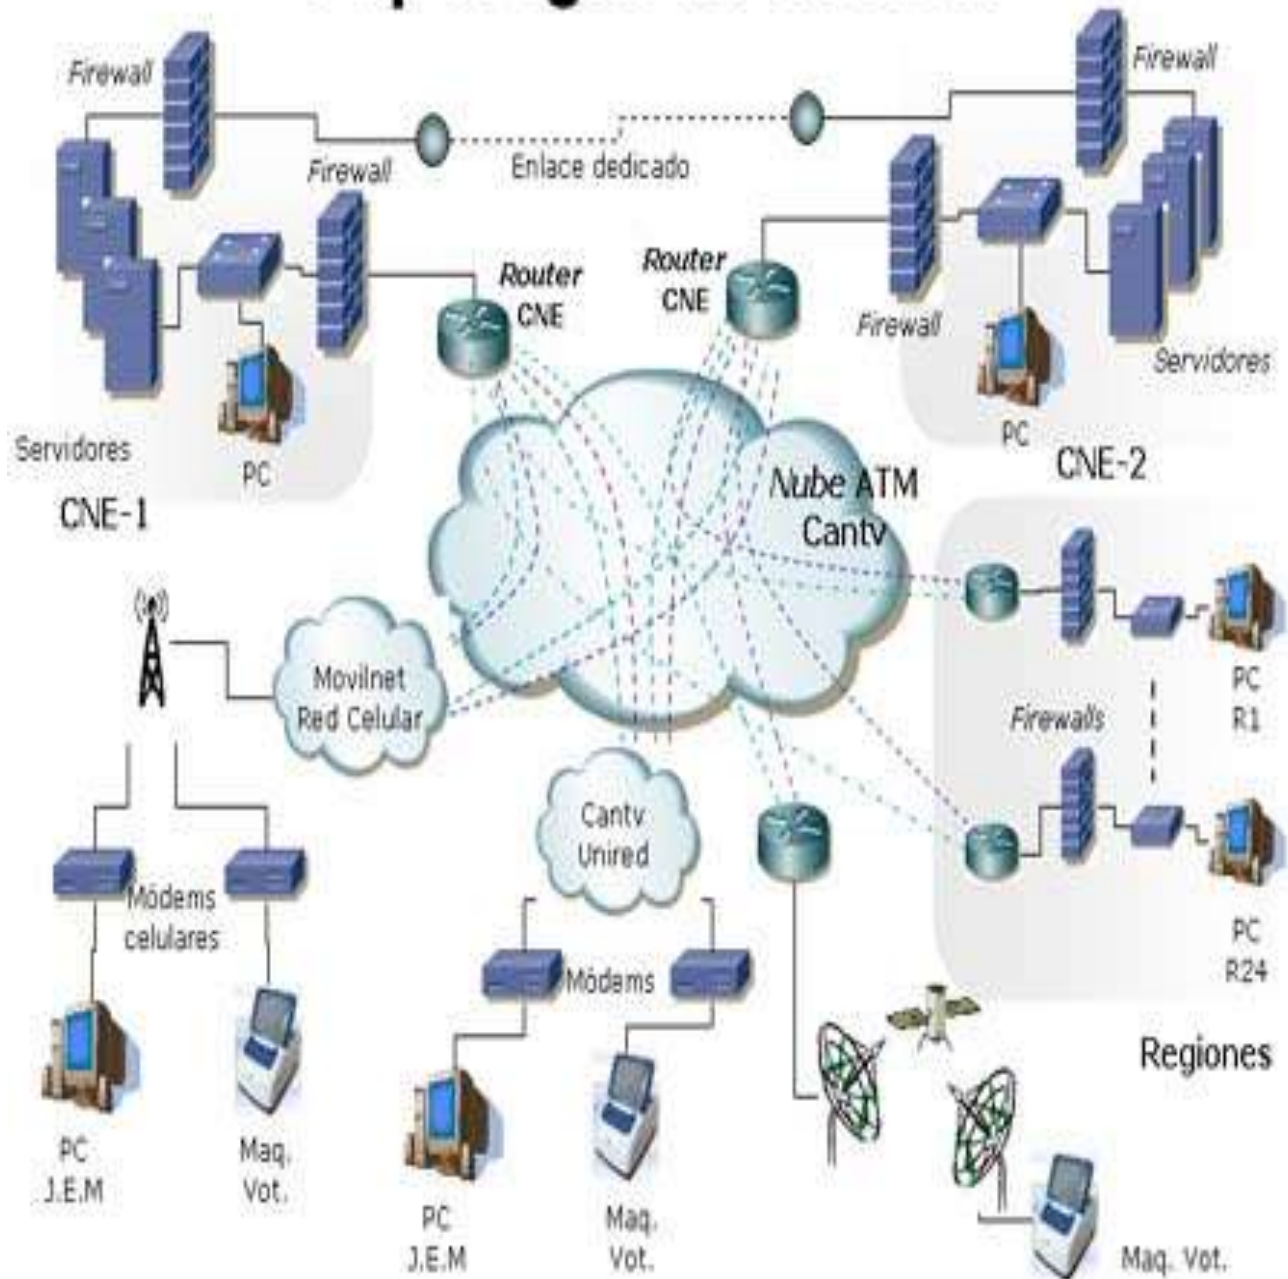 Firewall
Firewall
Enlace dedicado
Firewall
Router
CNE
Router
CNE
Firewall
Servidores
Servidores
PC
CNE-1
PC
CNE-2
Nube ATM
Cantv
Movilnet
Red Celular
PC
R1
Firewalls
Cantv
Unired
Módems
celulares
Módems
PC
R24
Regiones
PC
J.E.M
Maq.
Vot.
PC
J.E.M
Maq.
Vot.
Maq. Vot.